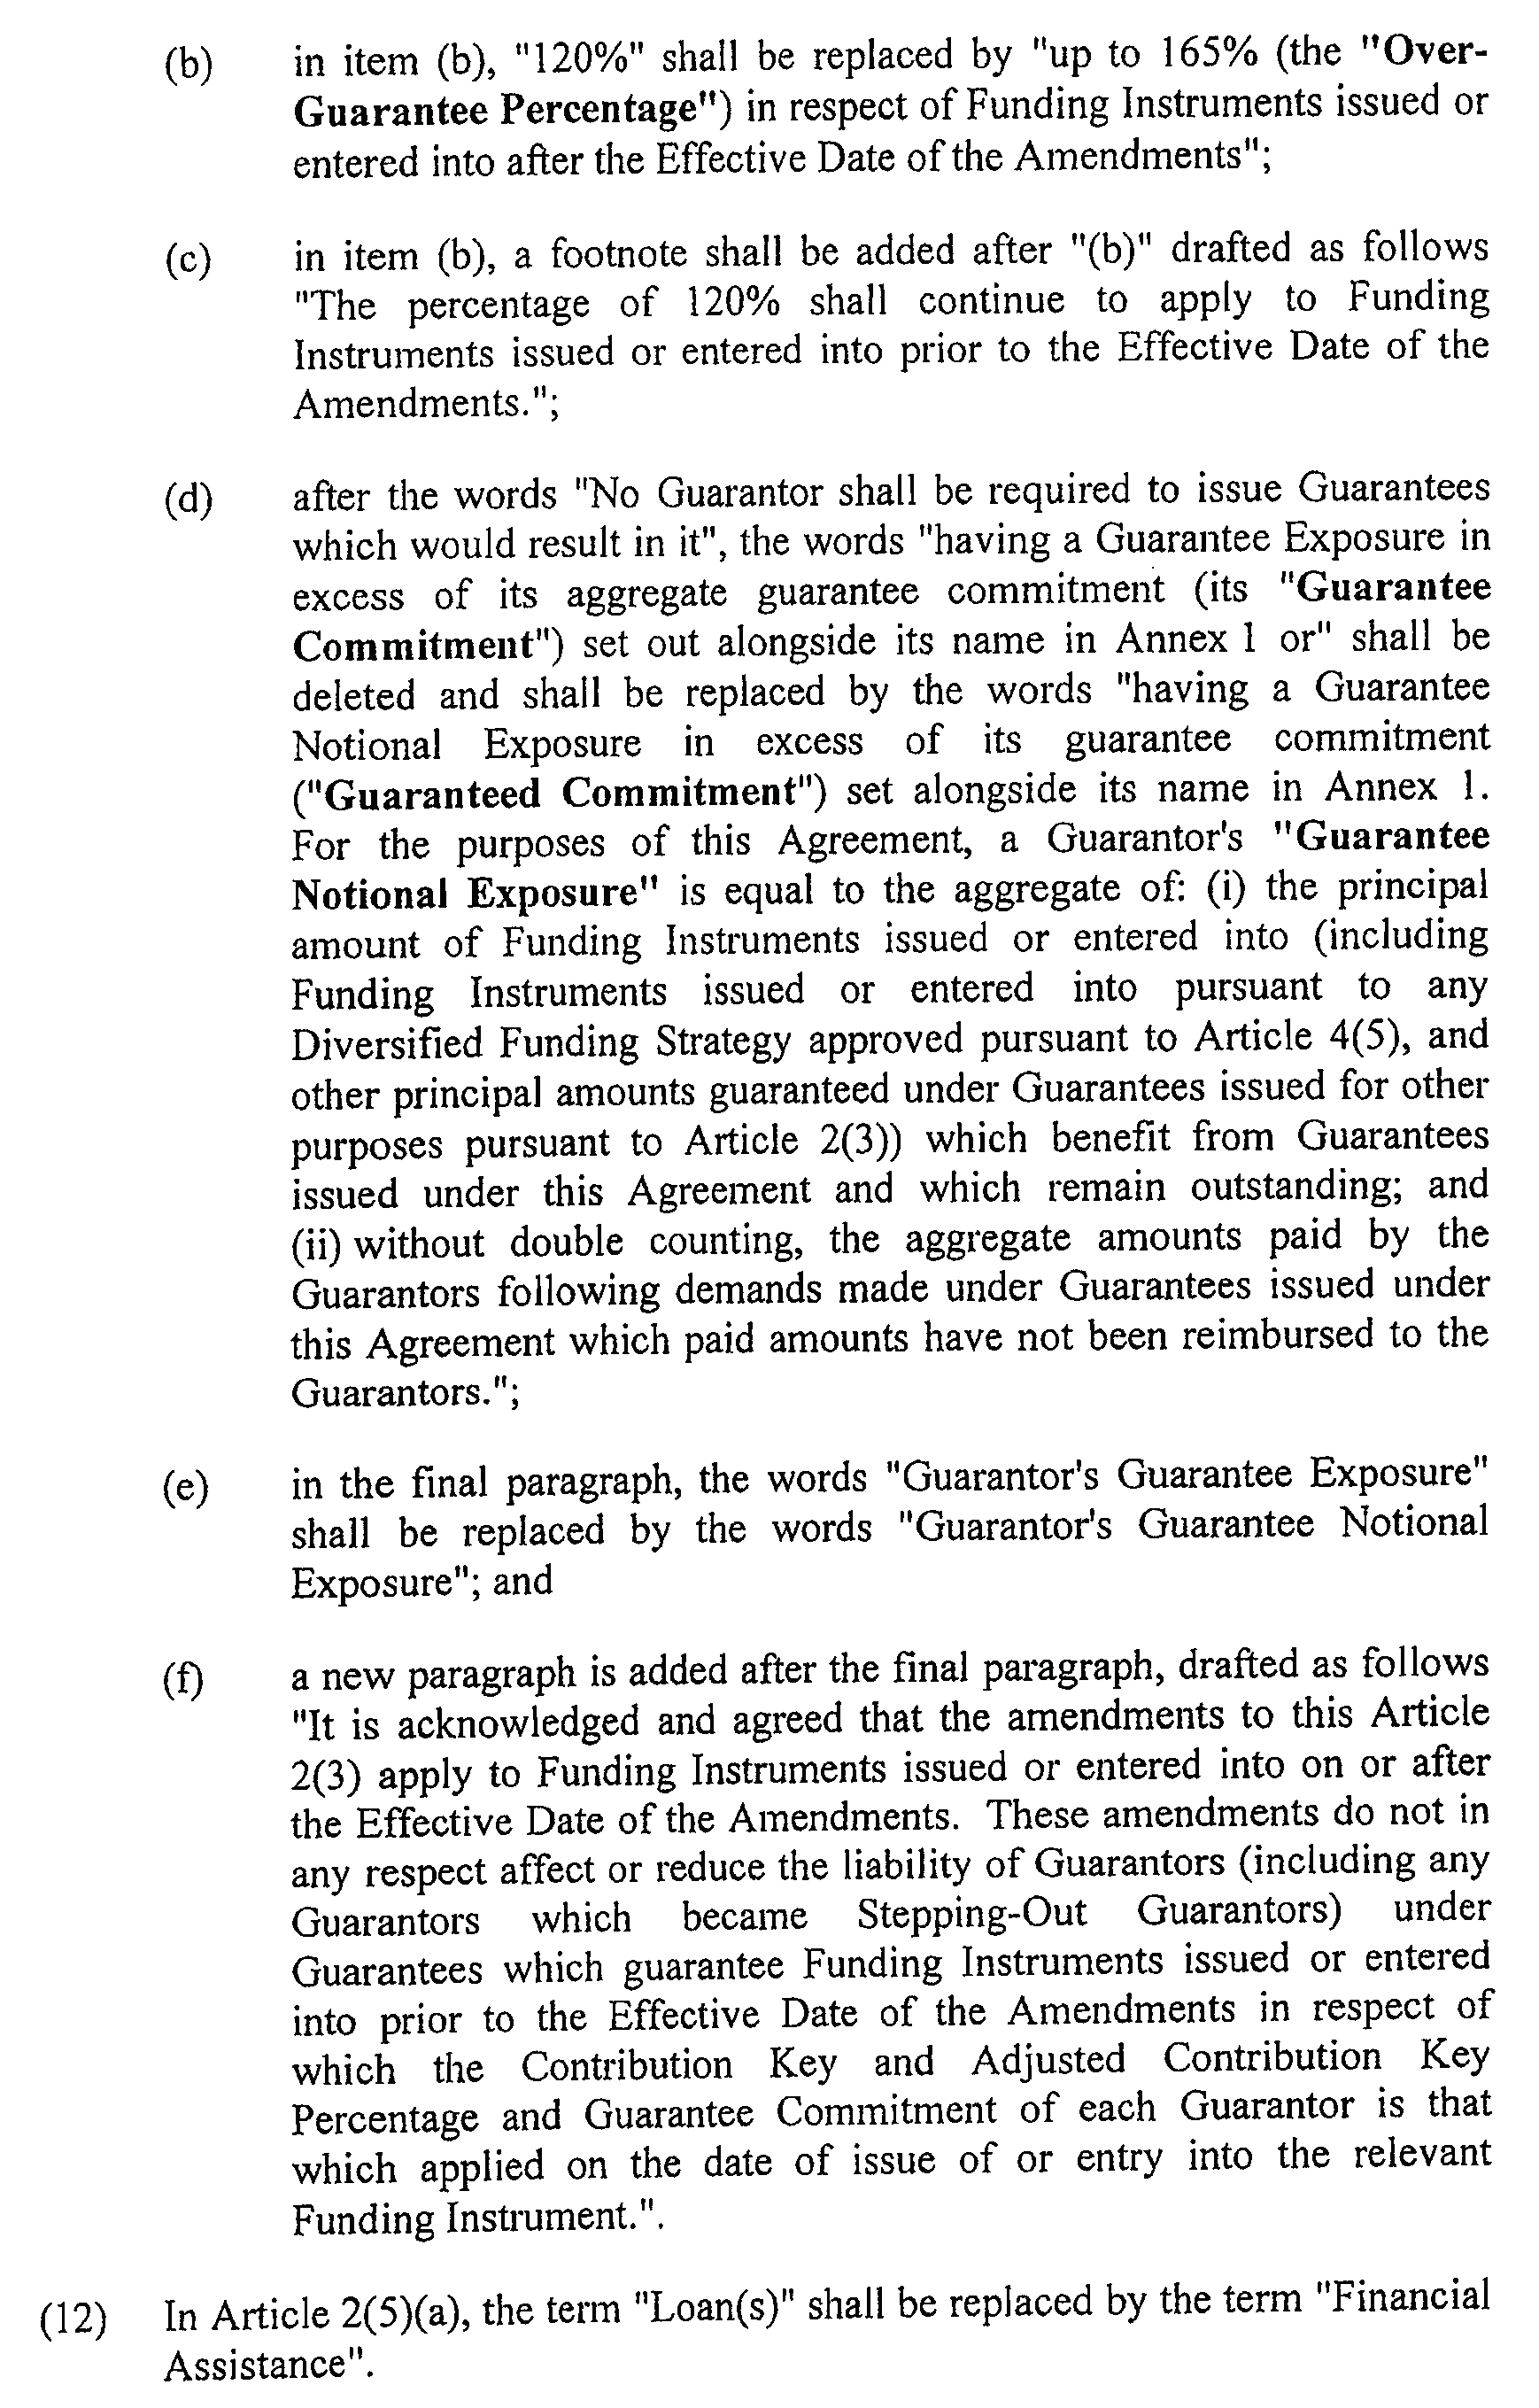 (b) in item (b), "120%" shall be replaced by "up to 165% (the "Over-
Guarantee Percentage") in respect of Funding Instruments issued or
entered into after the Effective Date of the Amendments";
(c) in item (b), a footnote shall be added after "(b)" drafted as follows
"The percentage of 120% shall continue to apply to Funding
Instruments issued or entered into prior to the Effective Date of the
Amendments.";
(d) after the words "No Guarantor shall be required to issue Guarantees
which would result in it", the words "having a Guarantee Exposure in
excess of its aggregate guarantee commitment (its "Guarantee
Commitment") set out alongside its name in Annex 1 or" shall be
deleted and shall be replaced by the words "having a Guarantee
Notional Exposure in excess of its guarantee commitment
("Guaranteed Commitment") set alongside its name in Annex 1.
For the purposes of this Agreement, a Guarantor's "Guarantee
Notional Exposure" is equal to the aggregate of: (i) the principal
amount of Funding Instruments issued or entered into (including
Funding Instruments issued or entered into pursuant to any
Diversified Funding Strategy approved pursuant to Article 4(5), and
other principal amounts guaranteed under Guarantees issued for other
purposes pursuant to Article 2(3)) which benefit from Guarantees
issued under this Agreement and which remain outstanding; and
(ii) without double counting, the aggregate amounts paid by the
Guarantors following demands made under Guarantees issued under
this Agreement which paid amounts have not been reimbursed to the
Guarantors.";
(e) in the final paragraph, the words "Guarantor's Guarantee Exposure"
shall be replaced by the words "Guarantor's Guarantee Notional
Exposure"; and
(f) a new paragraph is added after the final paragraph, drafted as follows
"It is acknowledged and agreed that the amendments to this Article
2(3) apply to Funding Instruments issued or entered into on or after
the Effective Date of the Amendments. These amendments do not in
any respect affect or reduce the liability of Guarantors (including any
Guarantors which became Stepping-Out Guarantors) under
Guarantees which guarantee Funding Instruments issued or entered
into prior to the Effective Date of the Amendments in respect of
which the Contribution Key and Adjusted Contribution Key
Percentage and Guarantee Commitment of each Guarantor is that
which applied on the date of issue of or entry into the relevant
Funding Instrument.".
(12) In Article 2(5)(a), the term "Loan(s)" shall be replaced by the term "Financial
Assistance".